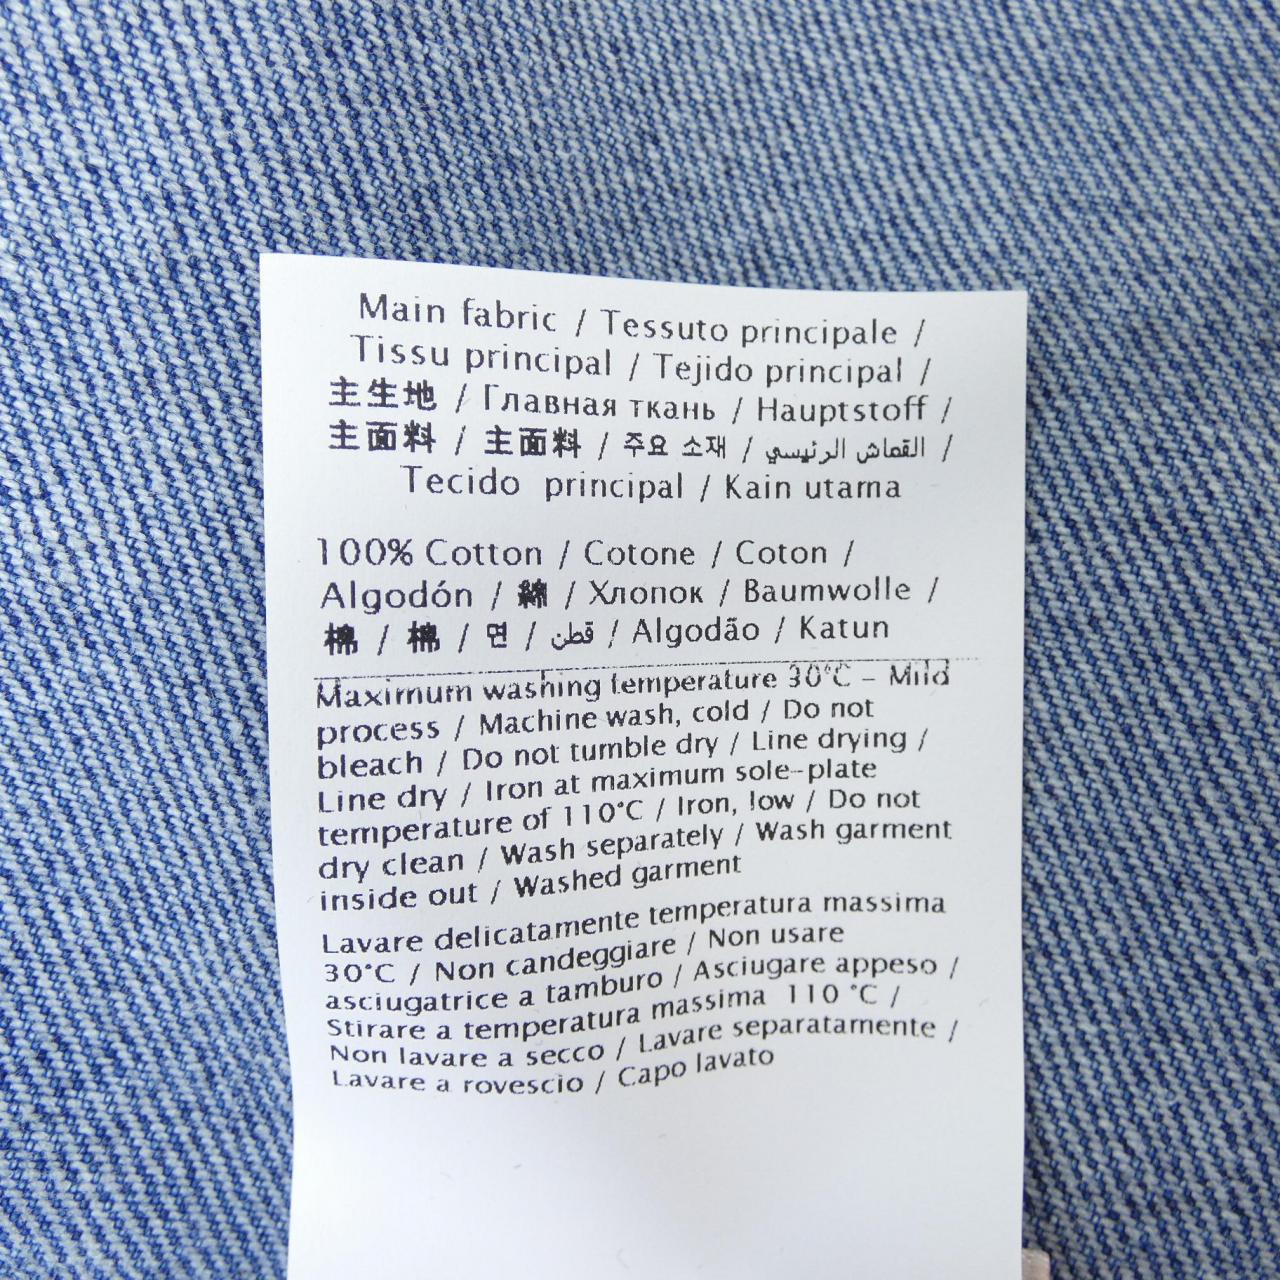 Main fabric / Tessuto principale /
Tissu principal / Tejido principal /
主生地 / Главная ткань / Hauptstoff /
主面料 / 主面料 / 주요 소재 / القماش الرئيسي /
Tecido principal / Kain utama
100% Cotton / Cotone / Coton /
Algodón / 綿 / Хлопок / Baumwolle /
棉 / 棉 / 면 / قطن / Algodão / Katun
Maximum washing temperature 30°C – Mild
process / Machine wash, cold / Do not
bleach / Do not tumble dry / Line drying /
Line dry / Iron at maximum sole-plate
temperature of 110°C / Iron, low / Do not
dry clean / Wash separately / Wash garment
inside out / Washed garment
Lavare delicatamente temperatura massima
30°C / Non candeggiare / Non usare
asciugatrice a tamburo / Asciugare appeso /
Stirare a temperatura massima 110 °C /
Non lavare a secco / Lavare separatamente /
Lavare a rovescio / Capo lavato